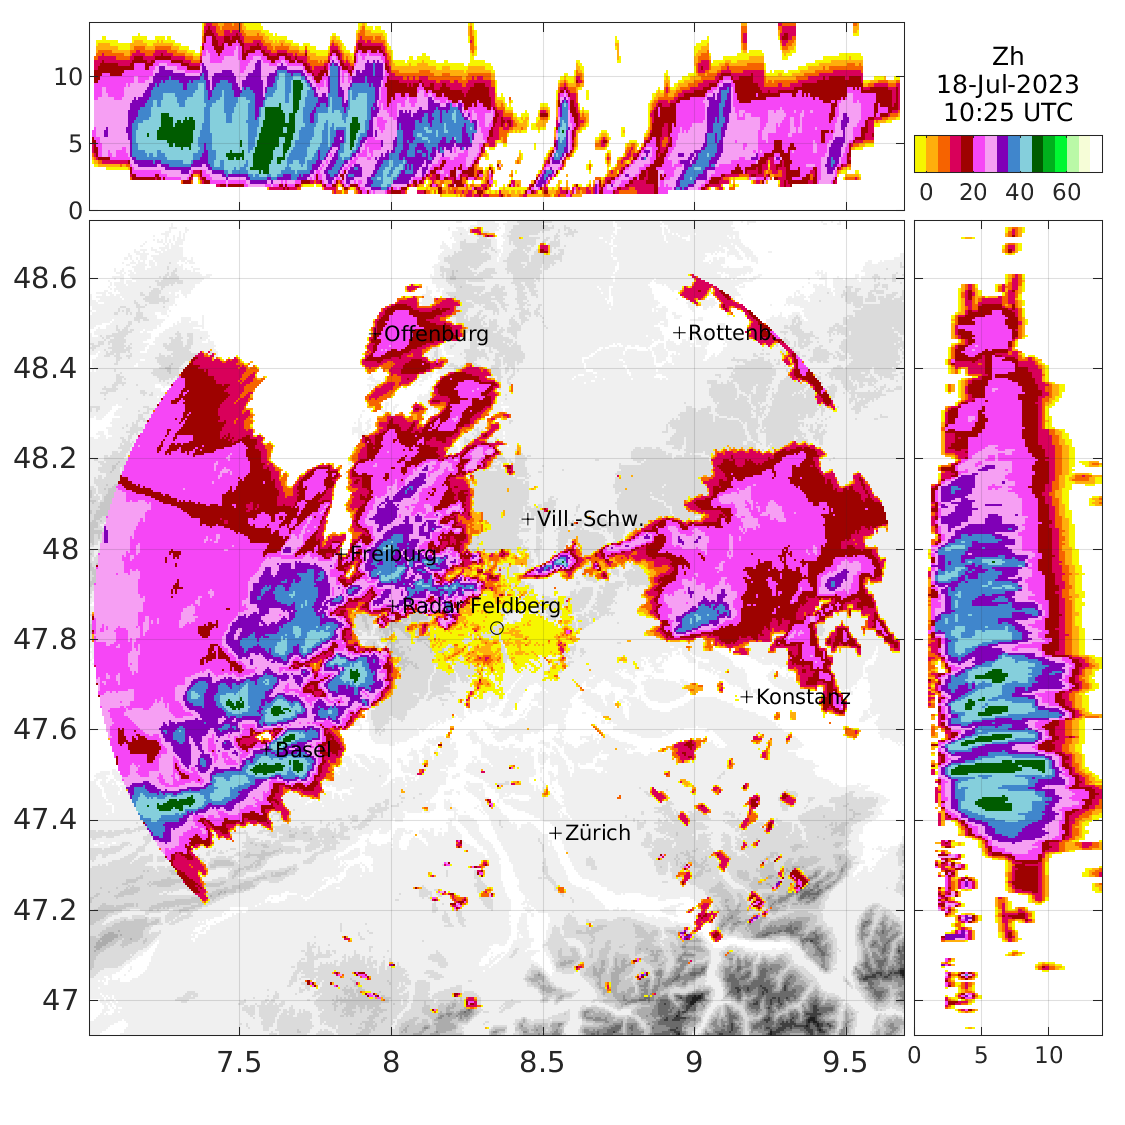 10
5
0
Zh
18-Jul-2023
10:25 UTC
0 20 40 60
48.6
48.4
48.2
48
47.8
47.6
47.4
47.2
47
+Offenburg
+Rottenb.
+Vill.-Schw.
+Freiburg
+Radar Feldberg
+Konstanz
+Basel
+Zürich
7.5 8 8.5 9 9.5
0 5 10